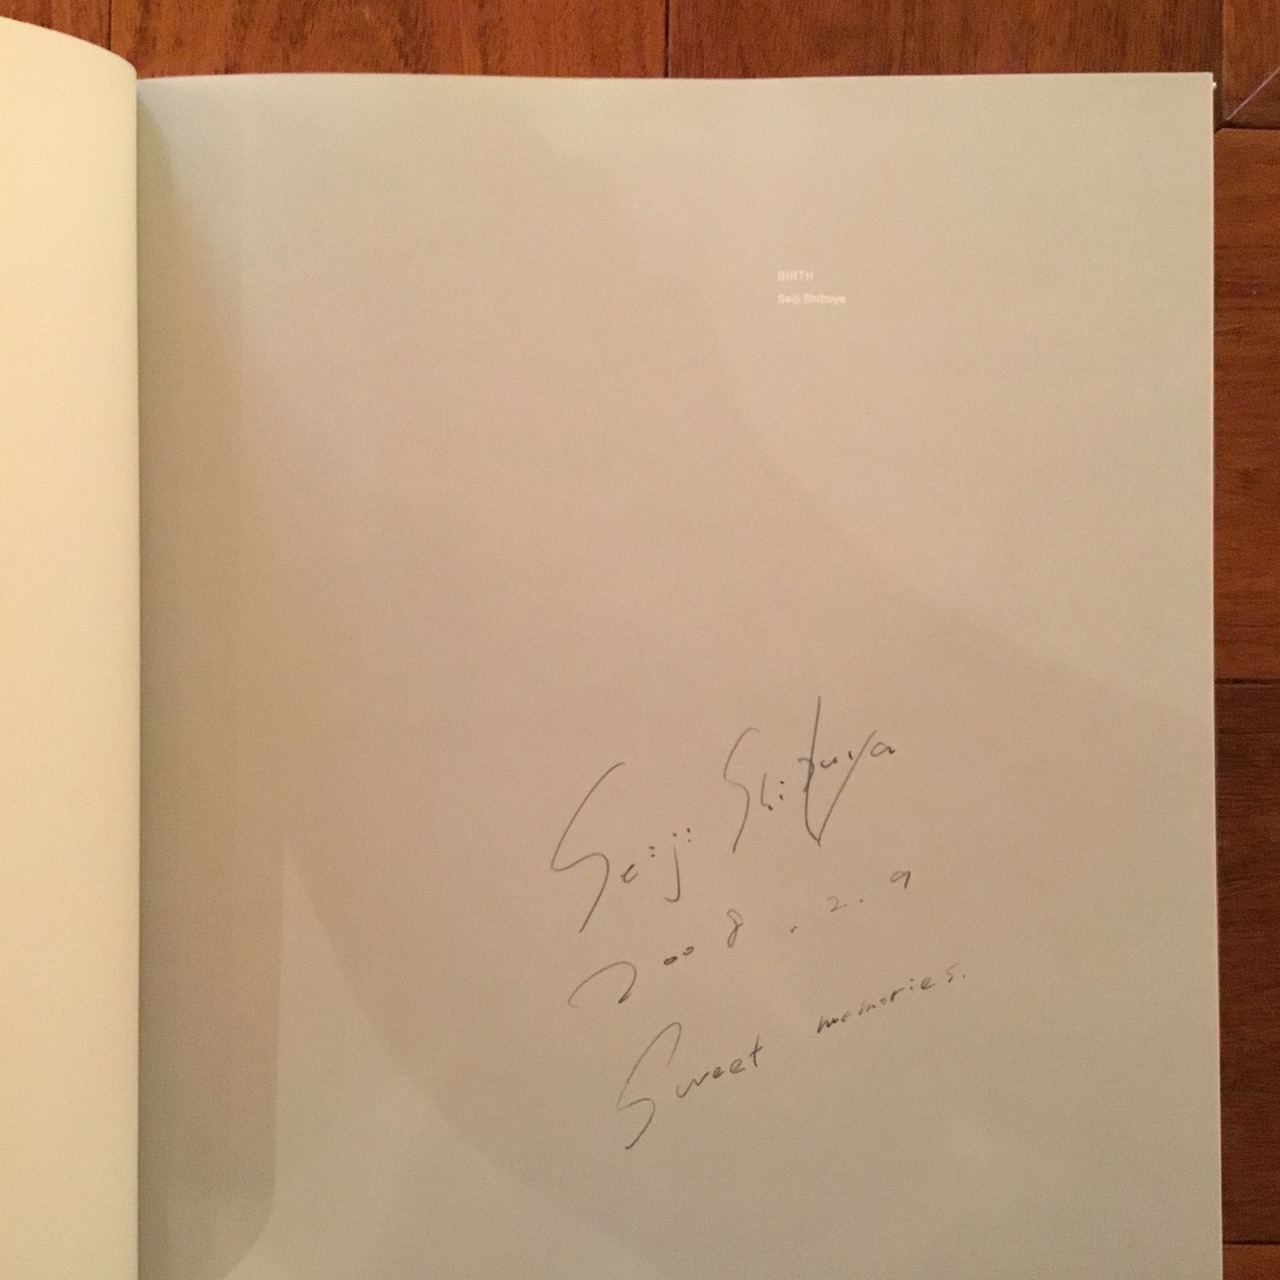 BIRTH
Seiji Shibuya
Seiji Shibuya
2008.2.9
Sweet memories.